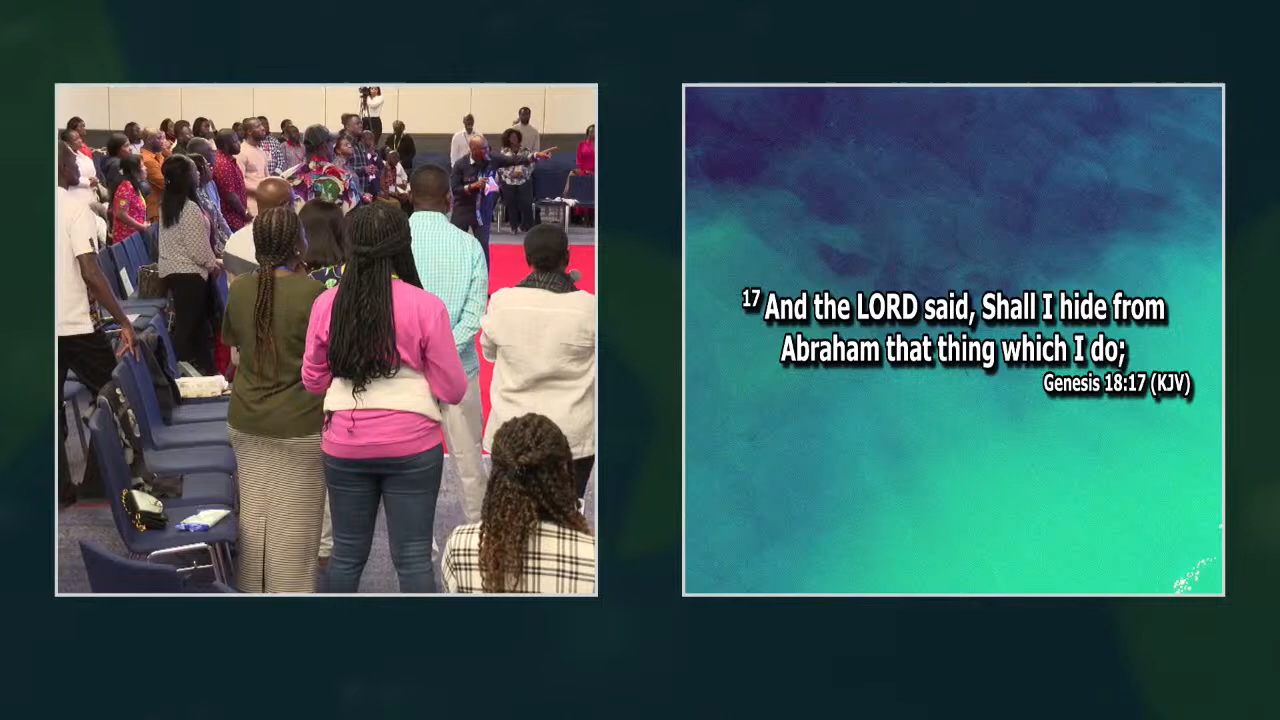 17 And the LORD said, Shall I hide from
Abraham that thing which I do;
Genesis 18:17 (KJV)